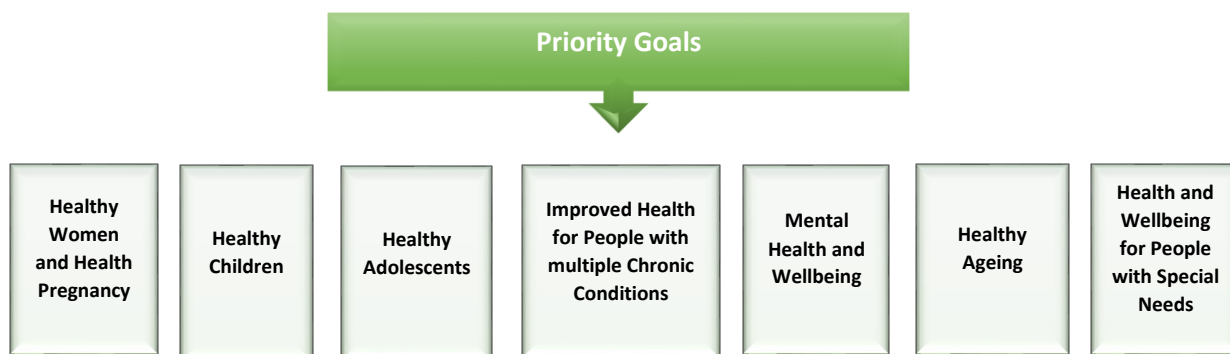 Priority Goals
Healthy
Women
and Health
Pregnancy
Healthy
Children
Healthy
Adolescents
Improved Health
for People with
multiple Chronic
Conditions
Mental
Health and
Wellbeing
Healthy
Ageing
Health and
Wellbeing
for People
with Special
Needs